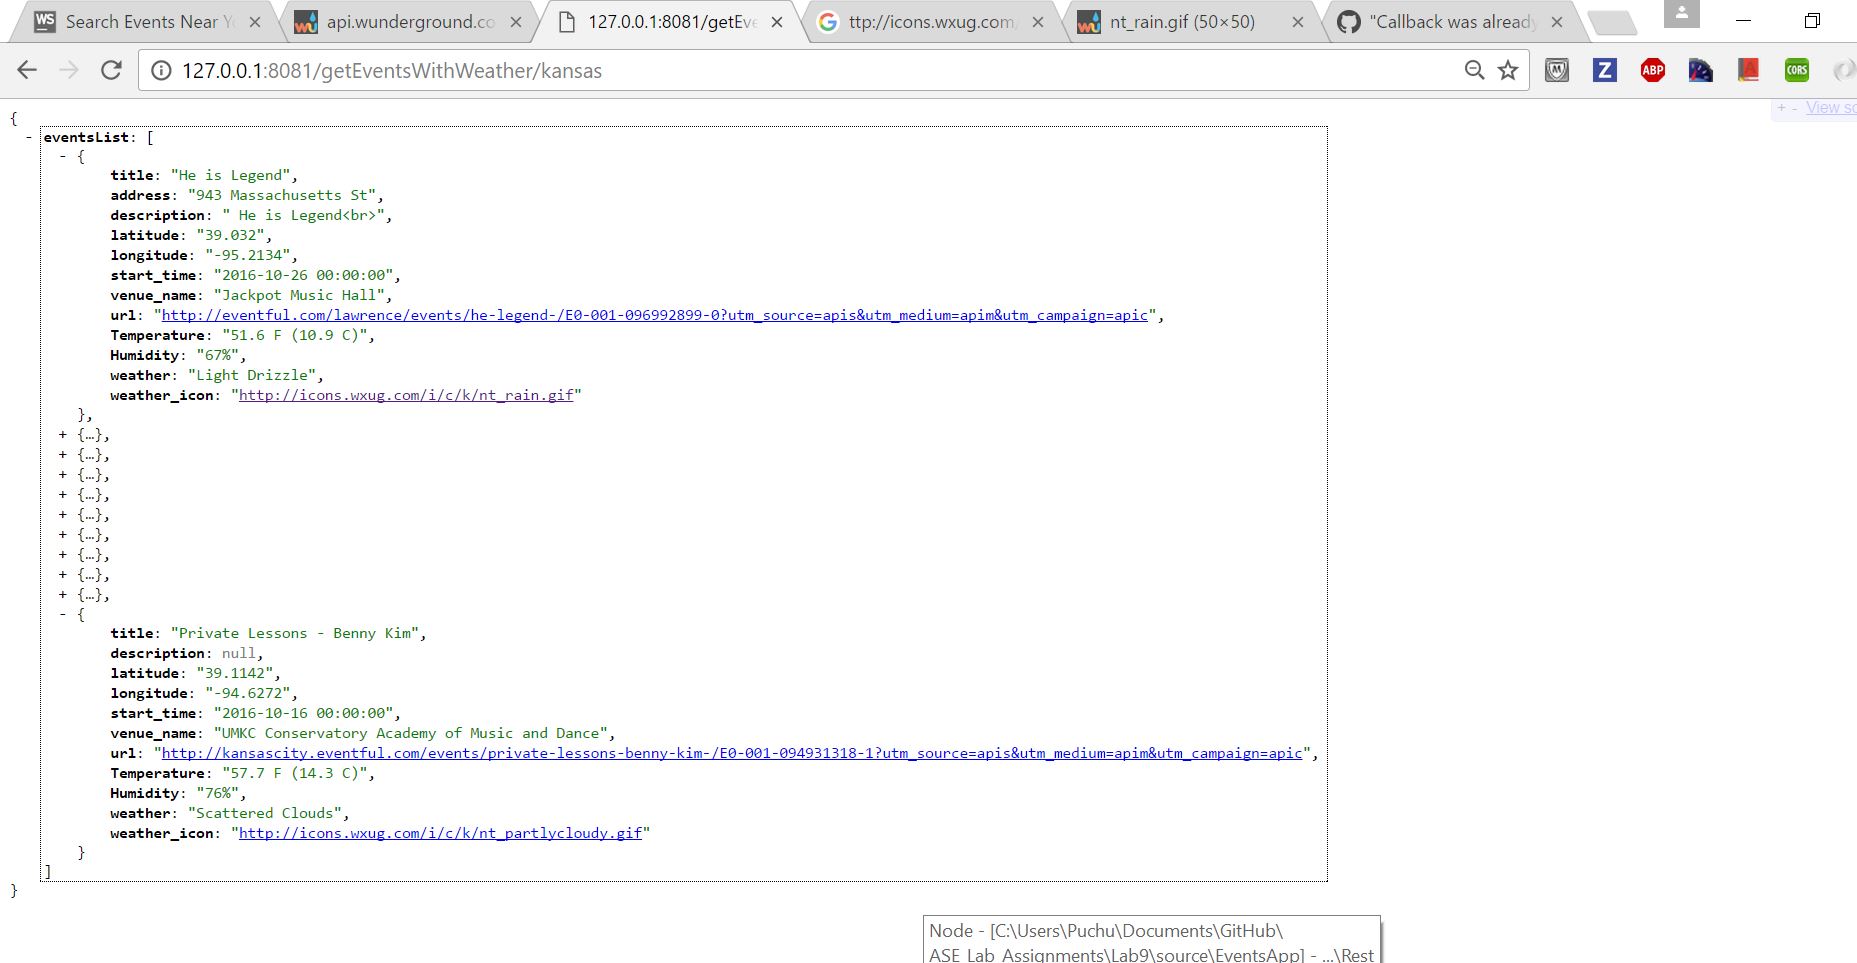 Search Events Near Yo
api.wunderground.co
127.0.0.1:8081/getEve
ttp://icons.wxug.com/
nt_rain.gif (50×50)
"Callback was already
127.0.0.1:8081/getEventsWithWeather/kansas
+ - View so
{
- eventsList: [
- {
title: "He is Legend",
address: "943 Massachusetts St",
description: " He is Legend<br>",
latitude: "39.032",
longitude: "-95.2134",
start_time: "2016-10-26 00:00:00",
venue_name: "Jackpot Music Hall",
url: "http://eventful.com/lawrence/events/he-legend-/E0-001-096992899-0?utm_source=apis&utm_medium=apim&utm_campaign=apic",
Temperature: "51.6 F (10.9 C)",
Humidity: "67%",
weather: "Light Drizzle",
weather_icon: "http://icons.wxug.com/i/c/k/nt_rain.gif"
},
+ {…},
+ {…},
+ {…},
+ {…},
+ {…},
+ {…},
+ {…},
+ {…},
+ {…},
- {
title: "Private Lessons - Benny Kim",
description: null,
latitude: "39.1142",
longitude: "-94.6272",
start_time: "2016-10-16 00:00:00",
venue_name: "UMKC Conservatory Academy of Music and Dance",
url: "http://kansascity.eventful.com/events/private-lessons-benny-kim-/E0-001-094931318-1?utm_source=apis&utm_medium=apim&utm_campaign=apic",
Temperature: "57.7 F (14.3 C)",
Humidity: "76%",
weather: "Scattered Clouds",
weather_icon: "http://icons.wxug.com/i/c/k/nt_partlycloudy.gif"
}
]
}
Node - [C:\Users\Puchu\Documents\GitHub\
ASE_Lab_Assignments\Lab9\source\EventsApp] - ...\Rest